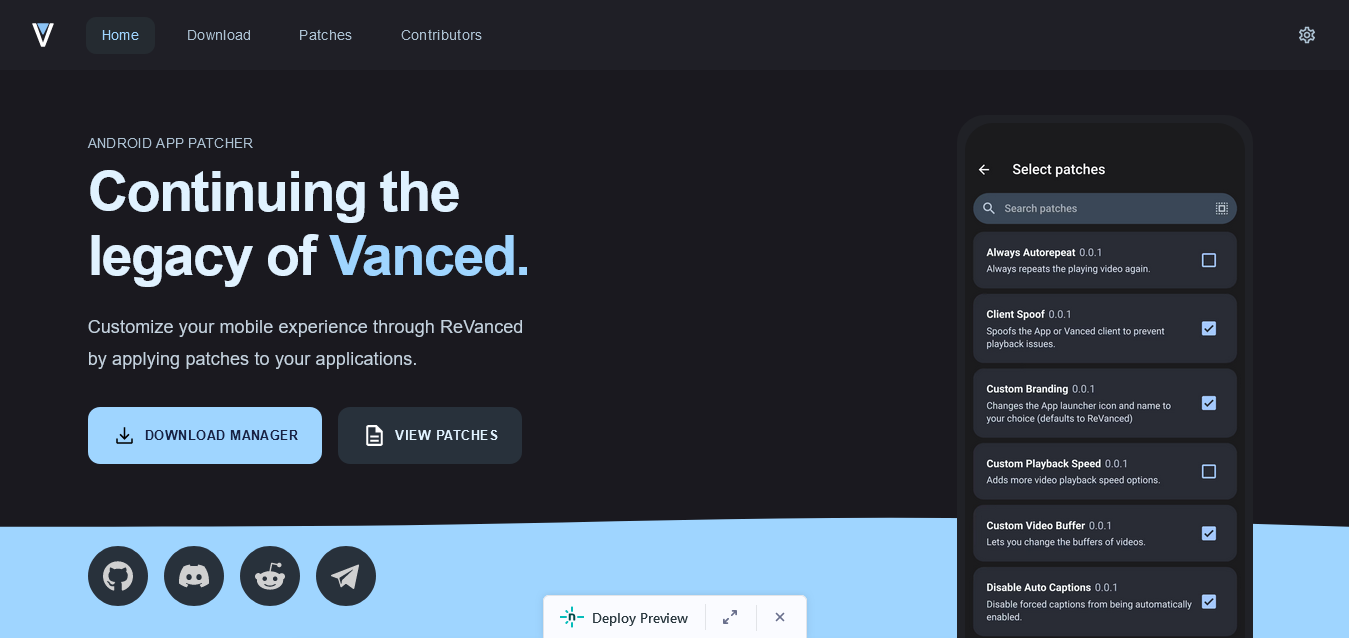 Home
Download
Patches
Contributors
ANDROID APP PATCHER
Continuing the
legacy of Vanced.
Customize your mobile experience through ReVanced
by applying patches to your applications.
DOWNLOAD MANAGER
VIEW PATCHES
Select patches
Search patches
Always Autorepeat 0.0.1
Always repeats the playing video again.
Client Spoof 0.0.1
Spoofs the App or Vanced client to prevent
playback issues.
Custom Branding 0.0.1
Changes the App launcher icon and name to
your choice (defaults to ReVanced)
Custom Playback Speed 0.0.1
Adds more video playback speed options.
Custom Video Buffer 0.0.1
Lets you change the buffers of videos.
Disable Auto Captions 0.0.1
Disable forced captions from being automatically
enabled.
Deploy Preview